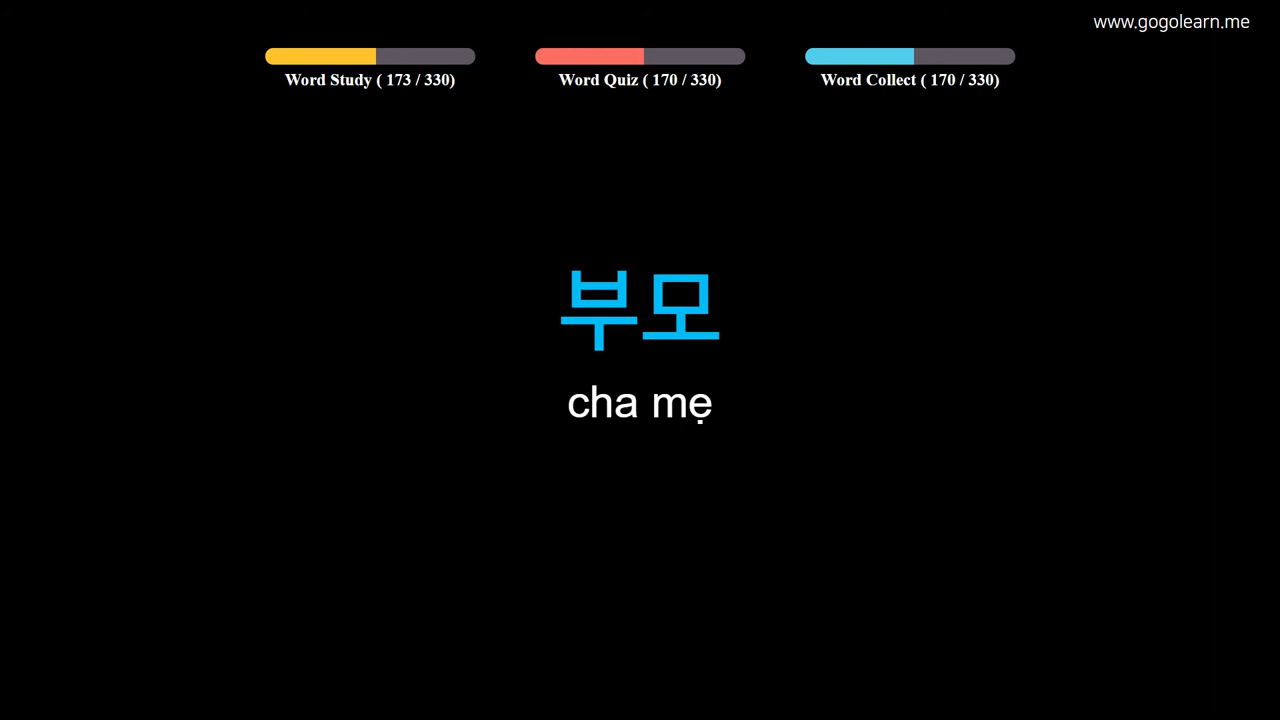 www.gogolearn.me
Word Study ( 173 / 330)
Word Quiz ( 170 / 330)
Word Collect ( 170 / 330)
부모
cha mẹ